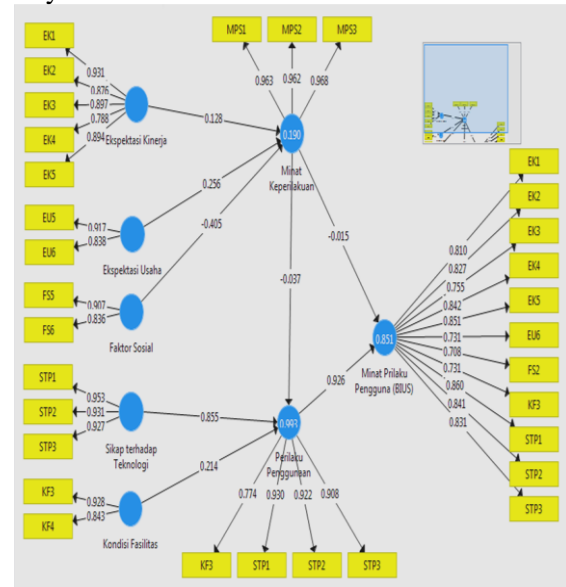 MPS1
MPS2
MPS3
0.963
0.962
0.968
EK1
EK2
EK3
EK4
EK5
0.931
0.876
0.897
0.788
0.894
Ekspektasi Kinerja
0.128
0.190
Minat
Keperilakuan
EU5
EU6
0.917
0.838
Ekspektasi Usaha
0.256
FS5
FS6
0.907
0.836
Faktor Sosial
-0.405
-0.037
-0.015
STP1
STP2
STP3
0.953
0.931
0.927
Sikap terhadap
Teknologi
0.855
KF3
KF4
0.928
0.843
Kondisi Fasilitas
0.214
0.993
Perilaku
Penggunaan
0.926
0.774
0.930
0.922
0.908
KF3
STP1
STP2
STP3
0.851
Minat Prilaku
Pengguna (BIUS)
0.810
0.827
0.755
0.842
0.851
0.731
0.708
0.731
0.860
0.841
0.831
EK1
EK2
EK3
EK4
EK5
EU6
FS2
KF3
STP1
STP2
STP3